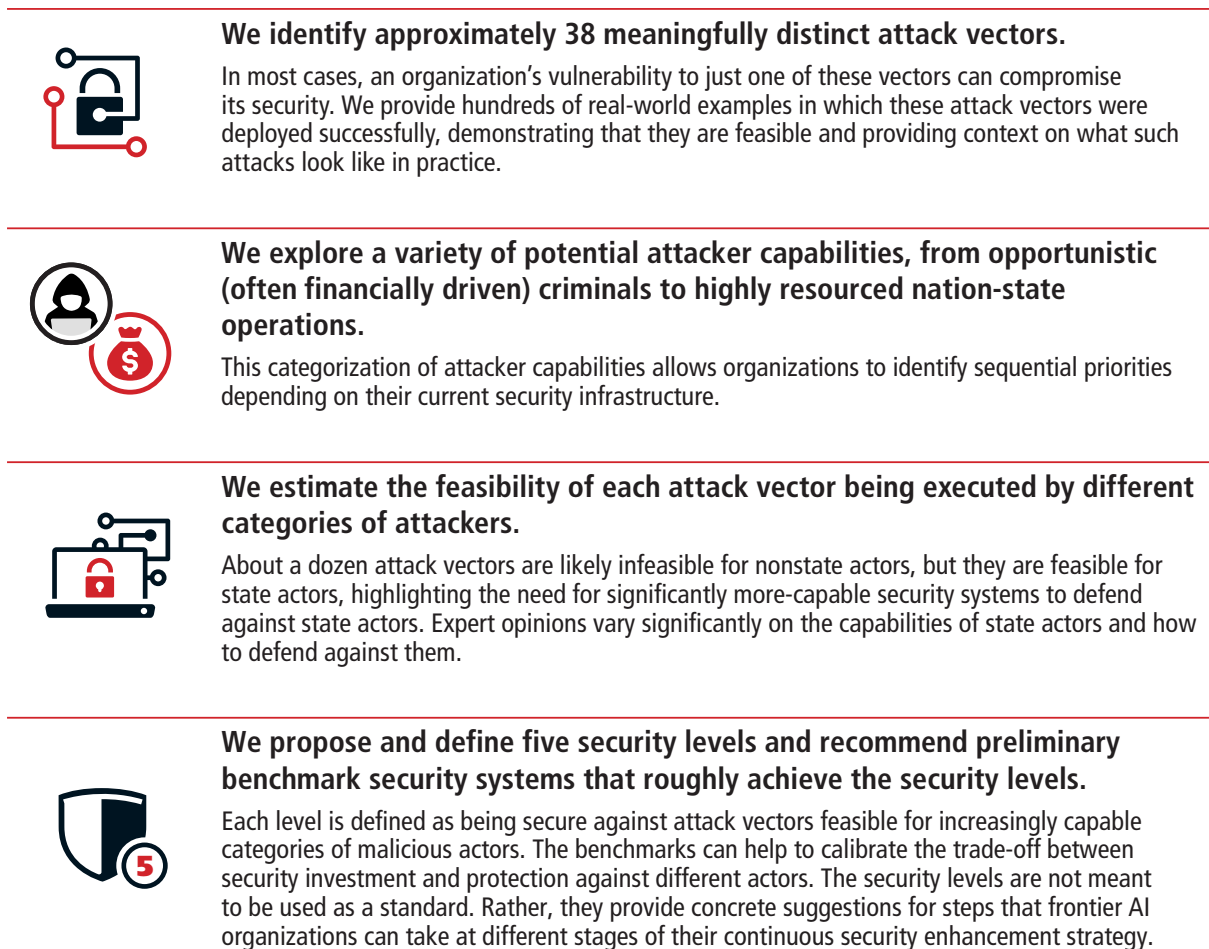 We identify approximately 38 meaningfully distinct attack vectors.
In most cases, an organization's vulnerability to just one of these vectors can compromise
its security. We provide hundreds of real-world examples in which these attack vectors were
deployed successfully, demonstrating that they are feasible and providing context on what such
attacks look like in practice.
We explore a variety of potential attacker capabilities, from opportunistic
(often financially driven) criminals to highly resourced nation-state
operations.
$
This categorization of attacker capabilities allows organizations to identify sequential priorities
depending on their current security infrastructure.
We estimate the feasibility of each attack vector being executed by different
categories of attackers.
About a dozen attack vectors are likely infeasible for nonstate actors, but they are feasible for
state actors, highlighting the need for significantly more-capable security systems to defend
against state actors. Expert opinions vary significantly on the capabilities of state actors and how
to defend against them.
We propose and define five security levels and recommend preliminary
benchmark security systems that roughly achieve the security levels.
Each level is defined as being secure against attack vectors feasible for increasingly capable
categories of malicious actors. The benchmarks can help to calibrate the trade-off between
5
security investment and protection against different actors. The security levels are not meant
to be used as a standard. Rather, they provide concrete suggestions for steps that frontier AI
organizations can take at different stages of their continuous security enhancement strategy.